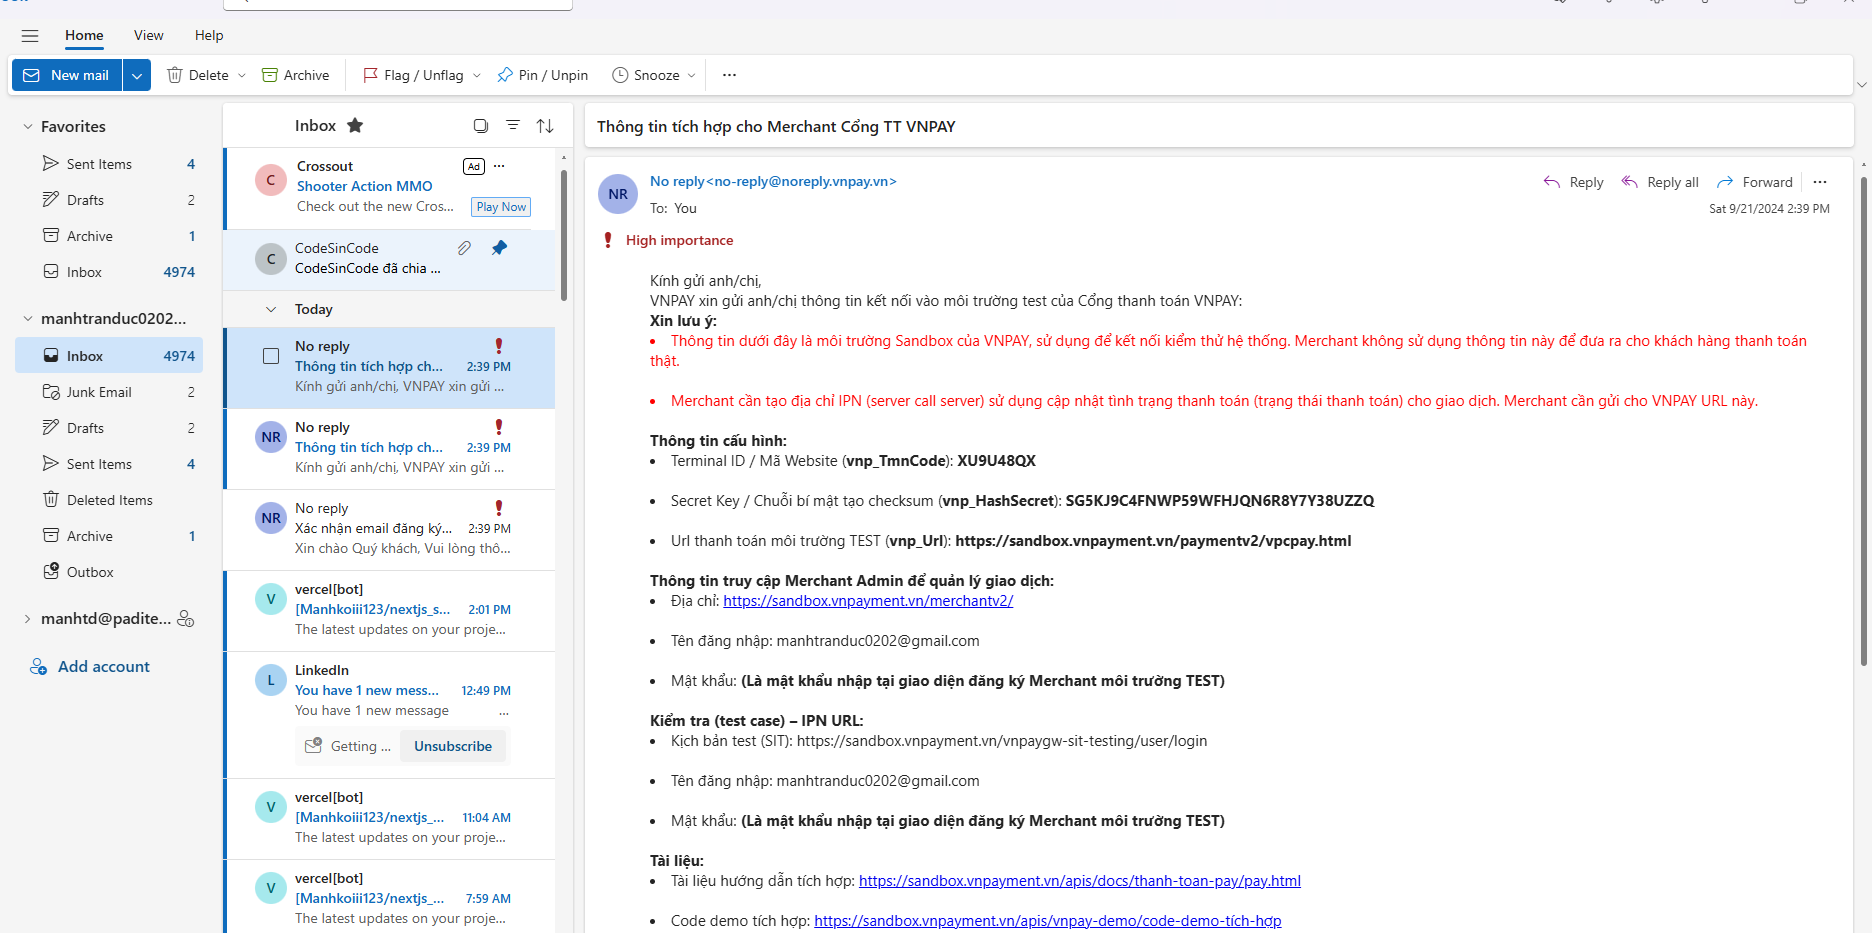 Home View Help
New mail Delete Archive Flag / Unflag Pin / Unpin Snooze ...
Favorites
Sent Items 4
Drafts 2
Archive 1
Inbox 4974
manhtranduc0202...
Inbox 4974
Junk Email 2
Drafts 2
Sent Items 4
Deleted Items
Archive 1
Outbox
manhtd@padite...
Add account
Inbox
C
Crossout Ad ...
Shooter Action MMO
Check out the new Cros... Play Now
C
CodeSinCode
CodeSinCode đã chia ...
Today
No reply
Thông tin tích hợp ch... 2:39 PM
Kính gửi anh/chị, VNPAY xin gửi ...
NR
No reply
Thông tin tích hợp ch... 2:39 PM
Kính gửi anh/chị, VNPAY xin gửi ...
NR
No reply
Xác nhận email đăng ký... 2:39 PM
Xin chào Quý khách, Vui lòng thô...
V
vercel[bot]
[Manhkoiii123/nextjs_s... 2:01 PM
The latest updates on your proje...
L
LinkedIn
You have 1 new mess... 12:49 PM
You have 1 new message ...
Getting ... Unsubscribe
V
vercel[bot]
[Manhkoiii123/nextjs_... 11:04 AM
The latest updates on your proje...
V
vercel[bot]
[Manhkoiii123/nextjs_... 7:59 AM
The latest updates on your proje...
Thông tin tích hợp cho Merchant Cổng TT VNPAY
NR
No reply<no-reply@noreply.vnpay.vn>
To: You
Reply Reply all Forward ...
Sat 9/21/2024 2:39 PM
High importance
Kính gửi anh/chị,
VNPAY xin gửi anh/chị thông tin kết nối vào môi trường test của Cổng thanh toán VNPAY:
Xin lưu ý:
• Thông tin dưới đây là môi trường Sandbox của VNPAY, sử dụng để kết nối kiểm thử hệ thống. Merchant không sử dụng thông tin này để đưa ra cho khách hàng thanh toán
thật.
• Merchant cần tạo địa chỉ IPN (server call server) sử dụng cập nhật tình trạng thanh toán (trạng thái thanh toán) cho giao dịch. Merchant cần gửi cho VNPAY URL này.
Thông tin cấu hình:
• Terminal ID / Mã Website (vnp_TmnCode): XU9U48QX
• Secret Key / Chuỗi bí mật tạo checksum (vnp_HashSecret): SG5KJ9C4FNWP59WFHJQN6R8Y7Y38UZZQ
• Url thanh toán môi trường TEST (vnp_Url): https://sandbox.vnpayment.vn/paymentv2/vpcpay.html
Thông tin truy cập Merchant Admin để quản lý giao dịch:
• Địa chỉ: https://sandbox.vnpayment.vn/merchantv2/
• Tên đăng nhập: manhtranduc0202@gmail.com
• Mật khẩu: (Là mật khẩu nhập tại giao diện đăng ký Merchant môi trường TEST)
Kiểm tra (test case) – IPN URL:
• Kịch bản test (SIT): https://sandbox.vnpayment.vn/vnpaygw-sit-testing/user/login
• Tên đăng nhập: manhtranduc0202@gmail.com
• Mật khẩu: (Là mật khẩu nhập tại giao diện đăng ký Merchant môi trường TEST)
Tài liệu:
• Tài liệu hướng dẫn tích hợp: https://sandbox.vnpayment.vn/apis/docs/thanh-toan-pay/pay.html
• Code demo tích hợp: https://sandbox.vnpayment.vn/apis/vnpay-demo/code-demo-tích-hợp